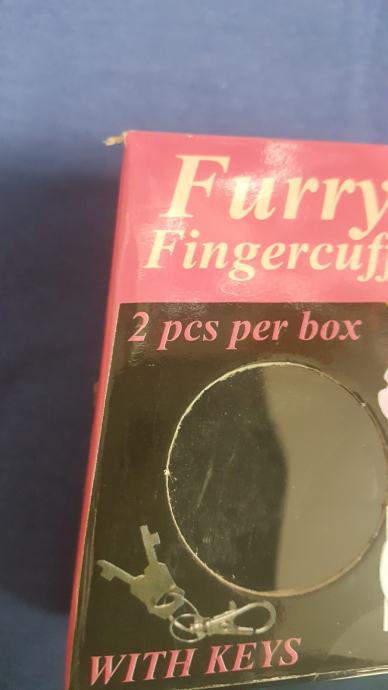 Furry
Fingercuff
2 pcs per box
WITH KEYS